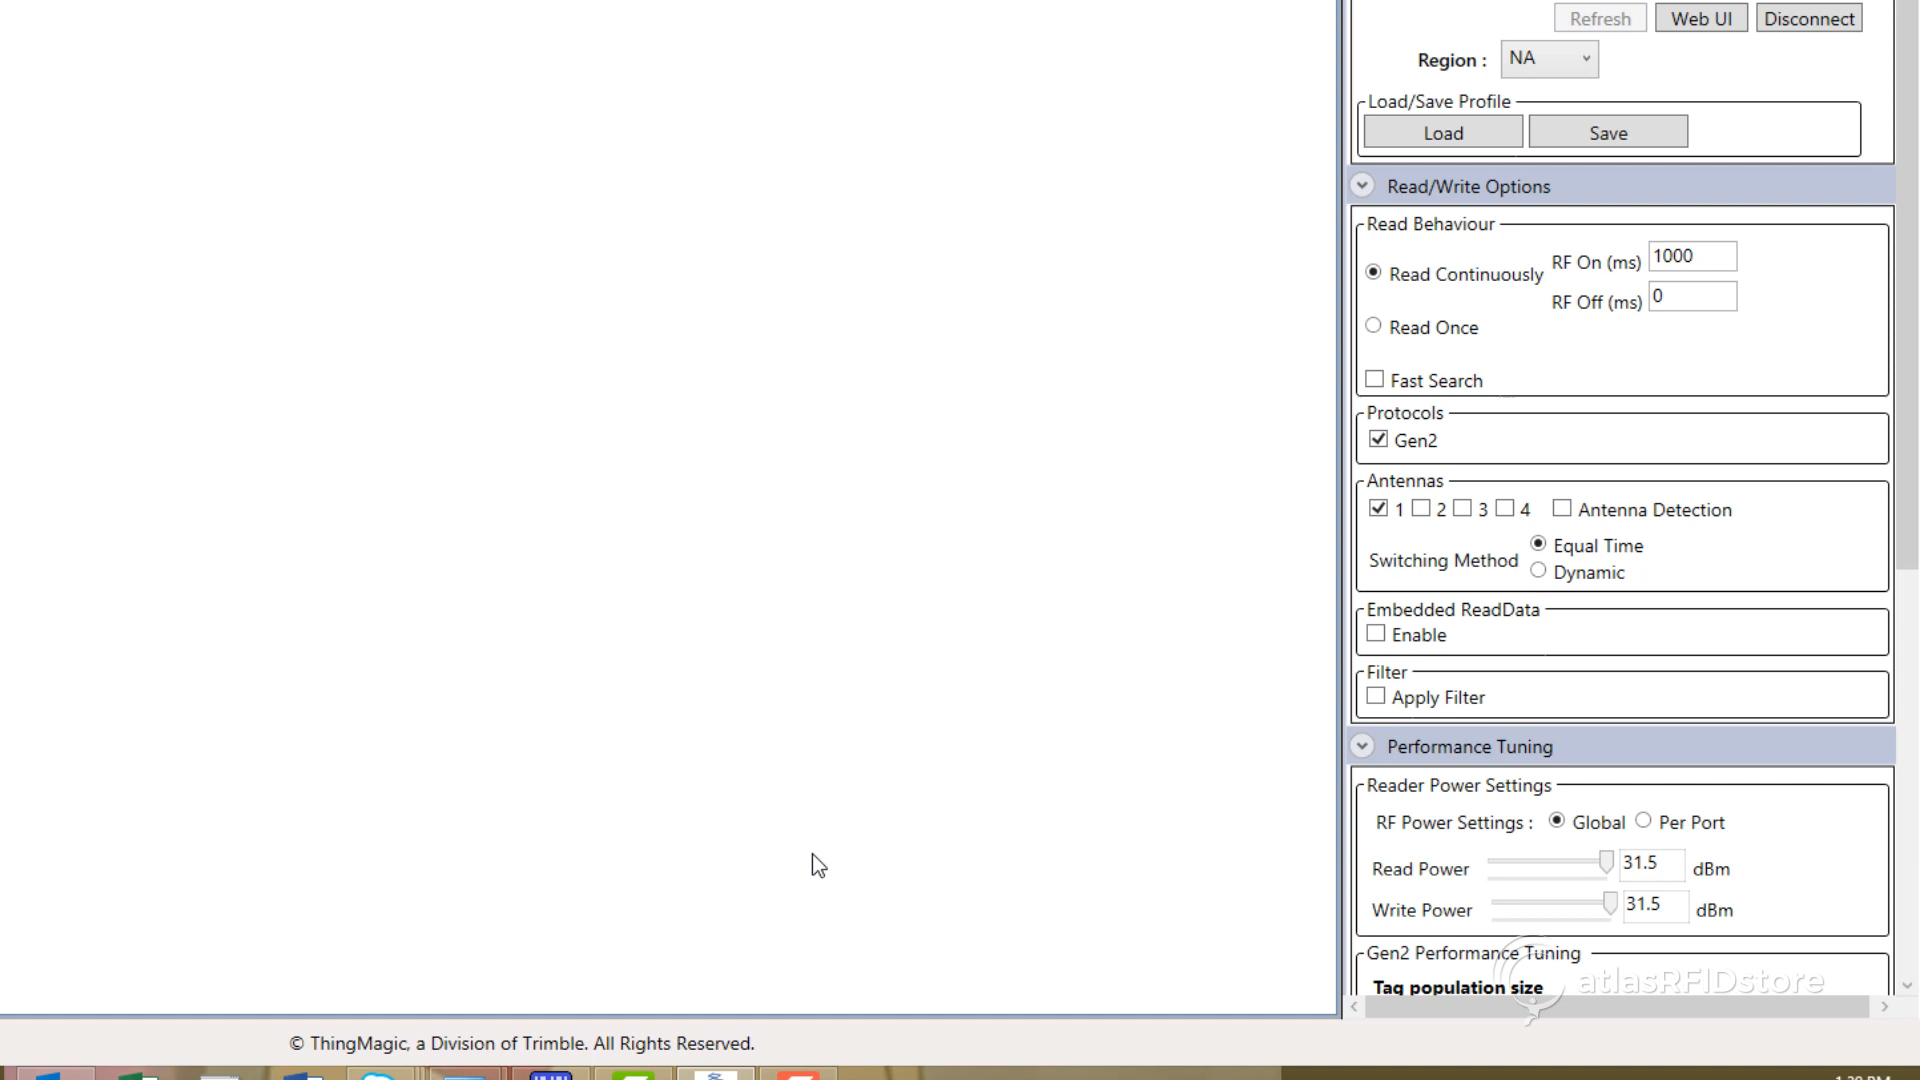 Refresh Web UI Disconnect
Region : NA
Load/Save Profile
Load Save
Read/Write Options
Read Behaviour
Read Continuously RF On (ms) 1000
RF Off (ms) 0
Read Once
Fast Search
Protocols
Gen2
Antennas
1 2 3 4 Antenna Detection
Switching Method Equal Time
Dynamic
Embedded ReadData
Enable
Filter
Apply Filter
Performance Tuning
Reader Power Settings
RF Power Settings : Global Per Port
Read Power 31.5 dBm
Write Power 31.5 dBm
Gen2 Performance Tuning
Tag population size
atlasRFIDstore
© ThingMagic, a Division of Trimble. All Rights Reserved.